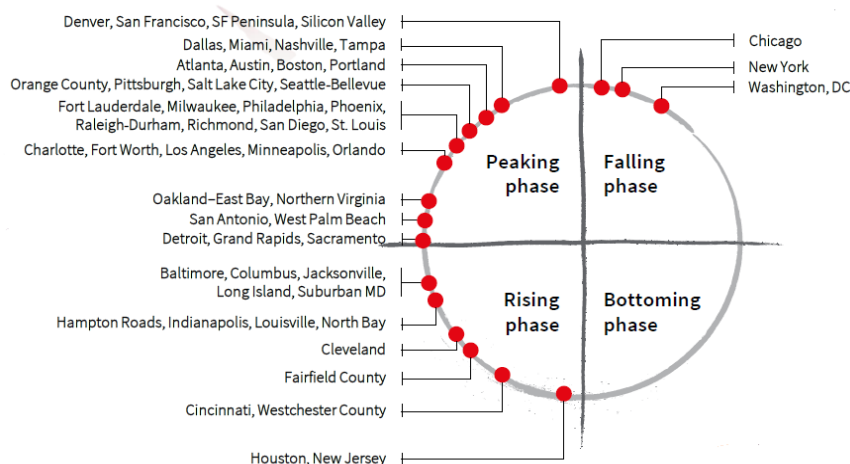 Denver, San Francisco, SF Peninsula, Silicon Valley
Dallas, Miami, Nashville, Tampa
Atlanta, Austin, Boston, Portland
Orange County, Pittsburgh, Salt Lake City, Seattle-Bellevue
Fort Lauderdale, Milwaukee, Philadelphia, Phoenix,
Raleigh-Durham, Richmond, San Diego, St. Louis
Charlotte, Fort Worth, Los Angeles, Minneapolis, Orlando
Oakland–East Bay, Northern Virginia
San Antonio, West Palm Beach
Detroit, Grand Rapids, Sacramento
Baltimore, Columbus, Jacksonville,
Long Island, Suburban MD
Hampton Roads, Indianapolis, Louisville, North Bay
Cleveland
Fairfield County
Cincinnati, Westchester County
Houston, New Jersey
Peaking
phase
Falling
phase
Rising
phase
Bottoming
phase
Chicago
New York
Washington, DC